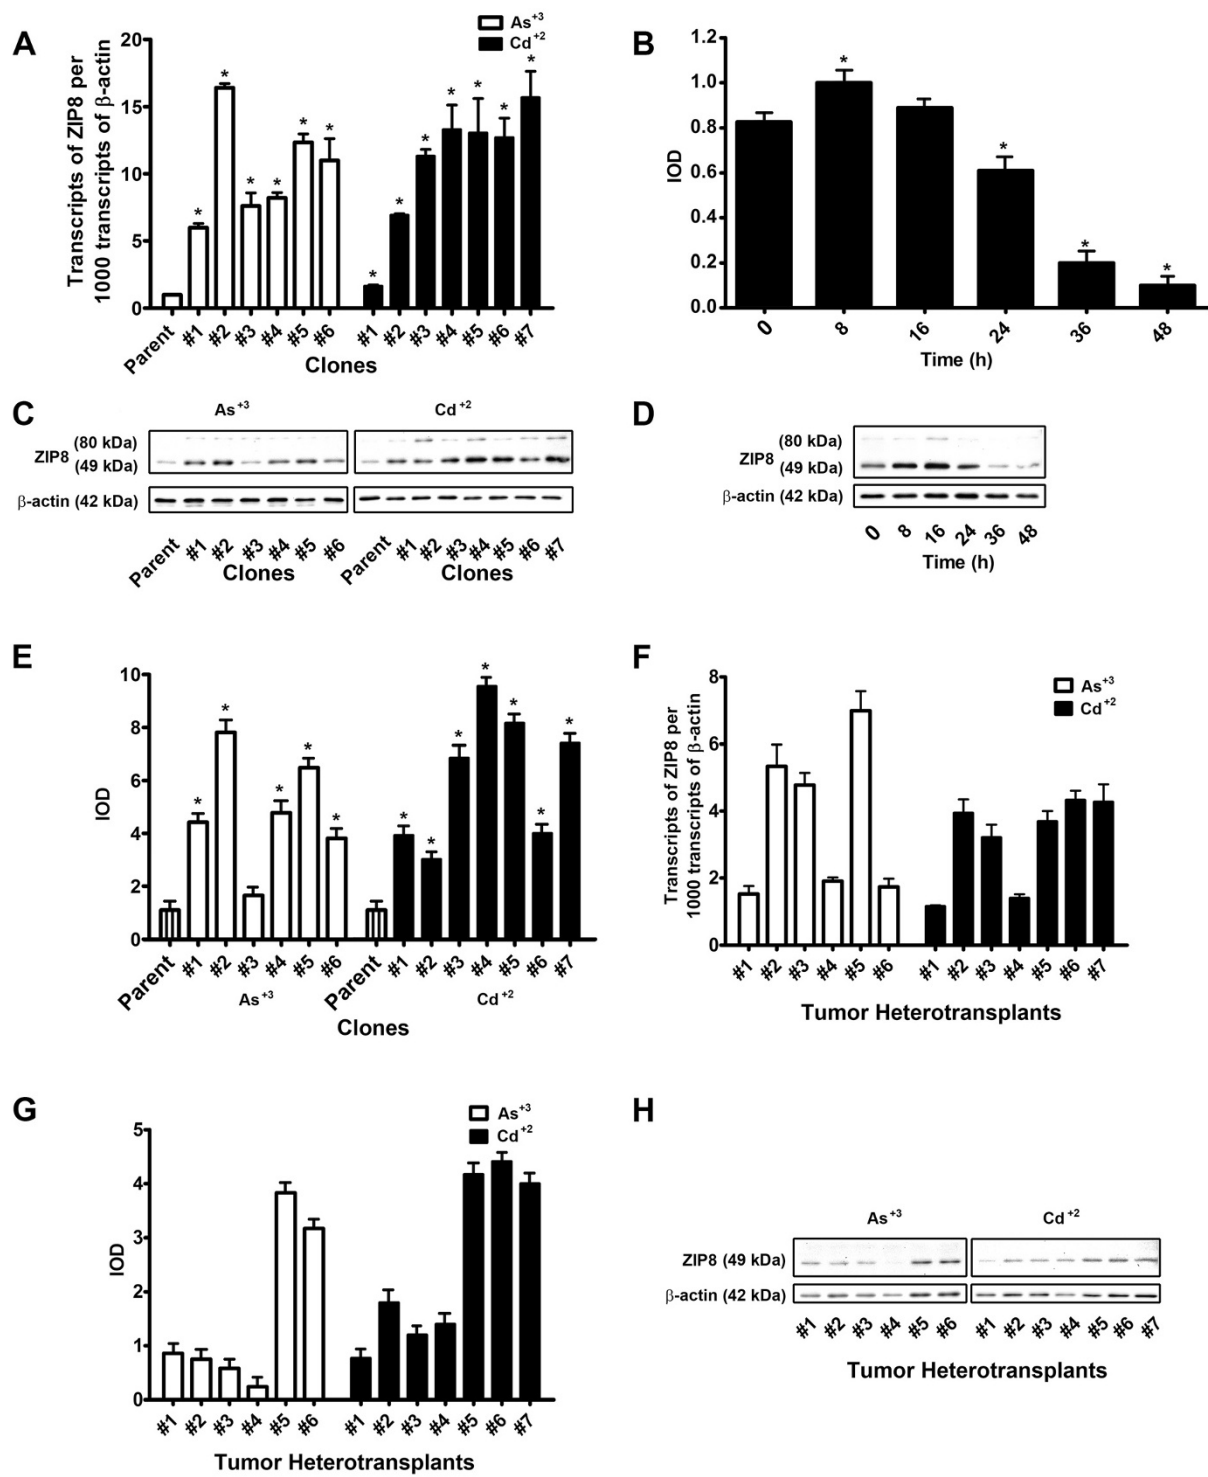 A
Transcripts of ZIP8 per
1000 transcripts of β-actin
As+3
Cd+2
20
15
10
5
0
* * * * * * * * * * * * *
Parent #1 #2 #3 #4 #5 #6 #1 #2 #3 #4 #5 #6 #7
Clones
B
IOD
1.2
1.0
0.8
0.6
0.4
0.2
0.0
* * * *
0 8 16 24 36 48
Time (h)
C
As+3 Cd+2
ZIP8 (80 kDa)
(49 kDa)
β-actin (42 kDa)
Parent #1 #2 #3 #4 #5 #6 Parent #1 #2 #3 #4 #5 #6 #7
Clones Clones
D
ZIP8 (80 kDa)
(49 kDa)
β-actin (42 kDa)
0 8 16 24 36 48
Time (h)
E
IOD
10
8
6
4
2
0
* * * * * * * * * * * *
Parent #1 #2 #3 #4 #5 #6 Parent #1 #2 #3 #4 #5 #6 #7
As+3 Cd+2
Clones
F
Transcripts of ZIP8 per
1000 transcripts of β-actin
As+3
Cd+2
8
6
4
2
0
#1 #2 #3 #4 #5 #6 #1 #2 #3 #4 #5 #6 #7
Tumor Heterotransplants
G
IOD
As+3
Cd+2
5
4
3
2
1
0
#1 #2 #3 #4 #5 #6 #1 #2 #3 #4 #5 #6 #7
Tumor Heterotransplants
H
As+3 Cd+2
ZIP8 (49 kDa)
β-actin (42 kDa)
#1 #2 #3 #4 #5 #6 #1 #2 #3 #4 #5 #6 #7
Tumor Heterotransplants